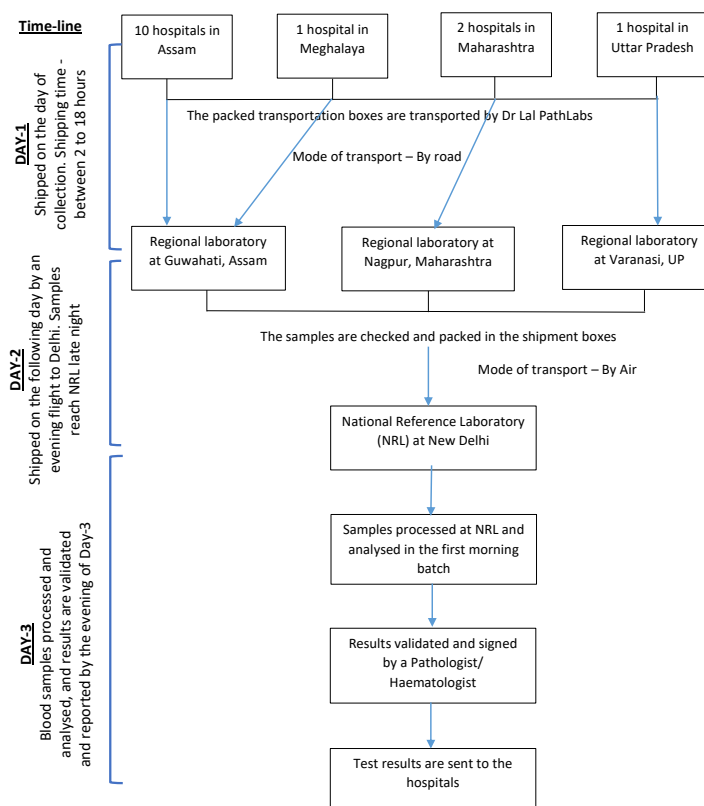 Time-line
10 hospitals in
Assam
1 hospital in
Meghalaya
2 hospitals in
Maharashtra
1 hospital in
Uttar Pradesh
DAY-1
Shipped on the day of
collection. Shipping time -
between 2 to 18 hours
The packed transportation boxes are transported by Dr Lal PathLabs
Mode of transport – By road
Regional laboratory
at Guwahati, Assam
Regional laboratory at
Nagpur, Maharashtra
Regional laboratory
at Varanasi, UP
DAY-2
Shipped on the following day by an
evening flight to Delhi. Samples
reach NRL late night
The samples are checked and packed in the shipment boxes
Mode of transport – By Air
National Reference Laboratory
(NRL) at New Delhi
DAY-3
Blood samples processed and
analysed, and results are validated
and reported by the evening of Day-3
Samples processed at NRL and
analysed in the first morning
batch
Results validated and signed
by a Pathologist/
Haematologist
Test results are sent to the
hospitals